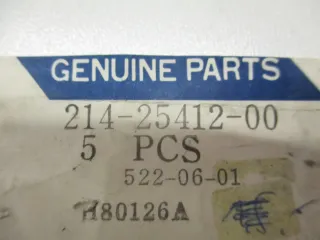 GENUINE PARTS
214-25412-00
5 PCS
522-06-01
H80126A